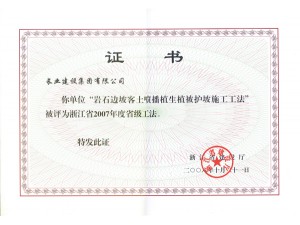 证 书
长业建设集团有限公司
你单位“岩石边坡客土喷播植生植被护坡施工工法”
被评为浙江省2007年度省级工法。
特发此证